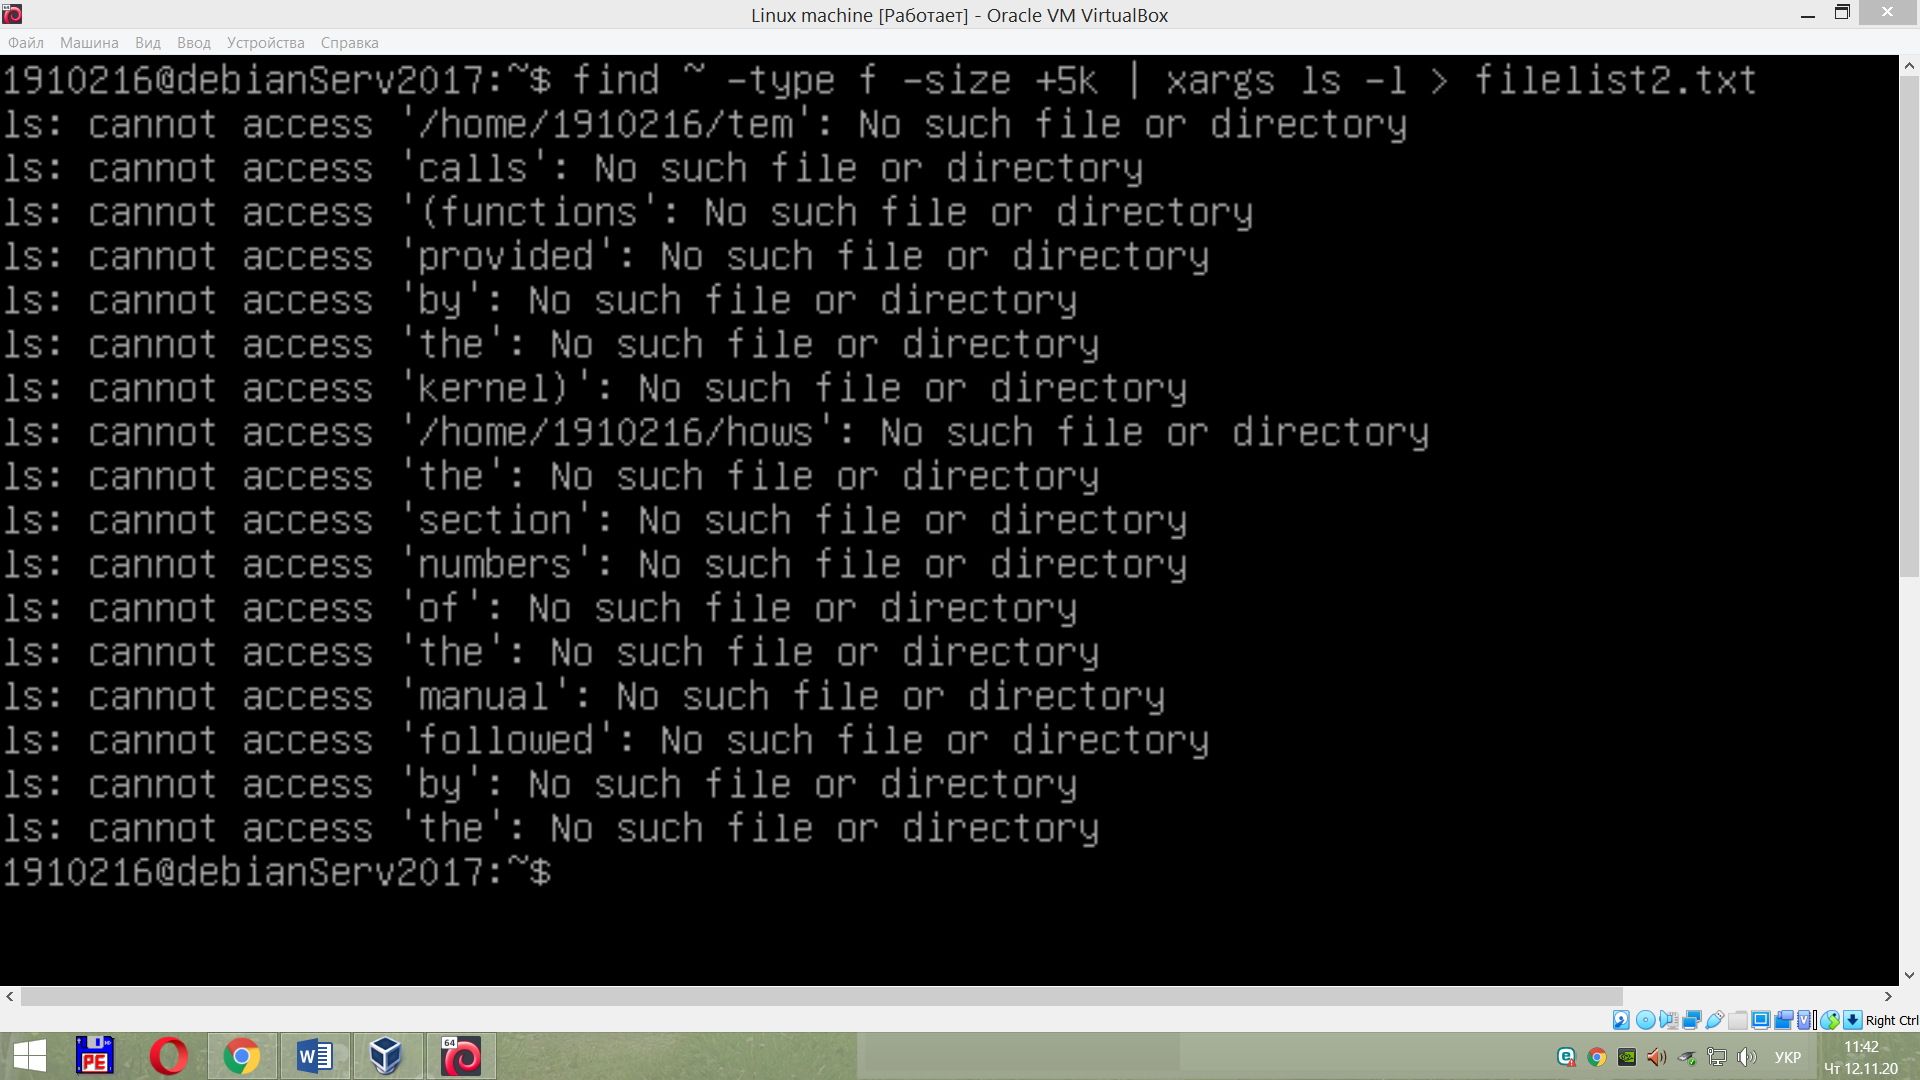 Linux machine [Работает] - Oracle VM VirtualBox
Файл Машина Вид Ввод Устройства Справка
1910216@debianServ2017:~$ find ~ -type f -size +5k | xargs ls -l > filelist2.txt
ls: cannot access '/home/1910216/tem': No such file or directory
ls: cannot access 'calls': No such file or directory
ls: cannot access '(functions': No such file or directory
ls: cannot access 'provided': No such file or directory
ls: cannot access 'by': No such file or directory
ls: cannot access 'the': No such file or directory
ls: cannot access 'kernel)': No such file or directory
ls: cannot access '/home/1910216/hows': No such file or directory
ls: cannot access 'the': No such file or directory
ls: cannot access 'section': No such file or directory
ls: cannot access 'numbers': No such file or directory
ls: cannot access 'of': No such file or directory
ls: cannot access 'the': No such file or directory
ls: cannot access 'manual': No such file or directory
ls: cannot access 'followed': No such file or directory
ls: cannot access 'by': No such file or directory
ls: cannot access 'the': No such file or directory
1910216@debianServ2017:~$
Right Ctrl
PE
64
УКР
11:42
Чт 12.11.20